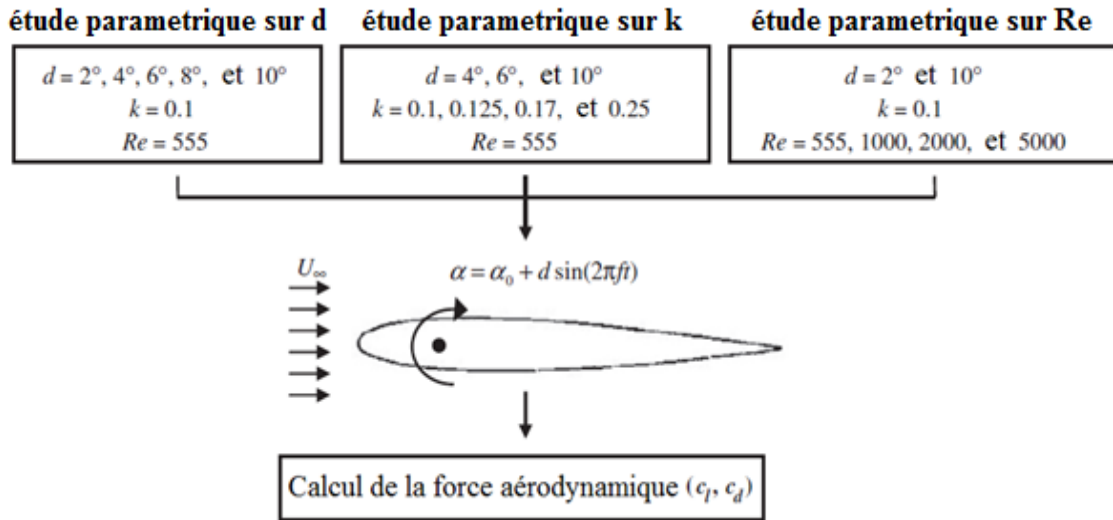 étude parametrique sur d
d = 2°, 4°, 6°, 8°, et 10°
k = 0.1
Re = 555
étude parametrique sur k
d = 4°, 6°, et 10°
k = 0.1, 0.125, 0.17, et 0.25
Re = 555
étude parametrique sur Re
d = 2° et 10°
k = 0.1
Re = 555, 1000, 2000, et 5000
U∞
α = α₀ + d sin(2πft)
Calcul de la force aérodynamique (cₗ, c_d)